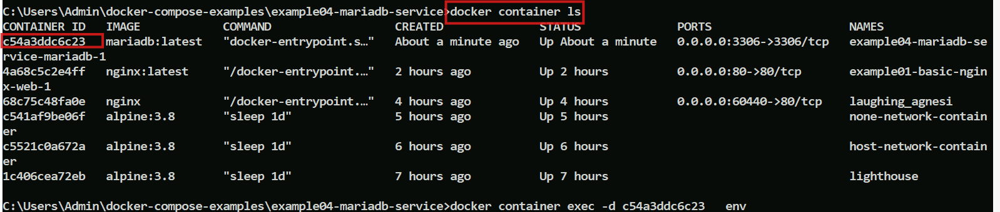 C:\Users\Admin\docker-compose-examples\example04-mariadb-service>docker container ls
CONTAINER ID   IMAGE            COMMAND                  CREATED              STATUS              PORTS                    NAMES
c54a3ddc6c23   mariadb:latest   "docker-entrypoint.s…"   About a minute ago   Up About a minute   0.0.0.0:3306->3306/tcp   example04-mariadb-se
rvice-mariadb-1
4a68c5c2e4ff   nginx:latest     "/docker-entrypoint.…"   2 hours ago          Up 2 hours          0.0.0.0:80->80/tcp       example01-basic-ngin
x-web-1
68c75c48fa0e   nginx            "/docker-entrypoint.…"   4 hours ago          Up 4 hours          0.0.0.0:60440->80/tcp    laughing_agnesi
c541af9be06f   alpine:3.8       "sleep 1d"               5 hours ago          Up 5 hours                                   none-network-contain
er
c5521c0a672a   alpine:3.8       "sleep 1d"               6 hours ago          Up 6 hours                                   host-network-contain
er
1c406cea72eb   alpine:3.8       "sleep 1d"               7 hours ago          Up 7 hours                                   lighthouse
C:\Users\Admin\docker-compose-examples\example04-mariadb-service>docker container exec -d c54a3ddc6c23   env